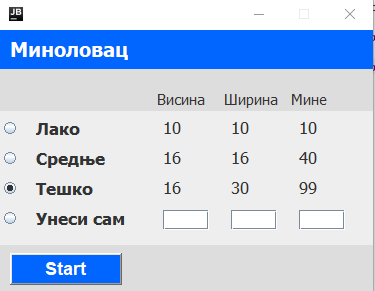 JB
Миноловац
Висина Ширина Мине
Лако 10 10 10
Средње 16 16 40
Тешко 16 30 99
Унеси сам
Start